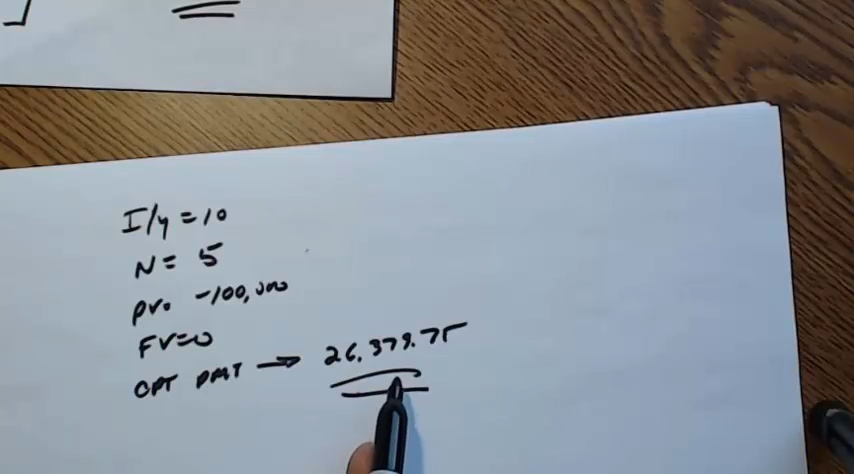 I/y = 10
N = 5
PV= -100,000
FV=0
CPT PMT → 26,379.75